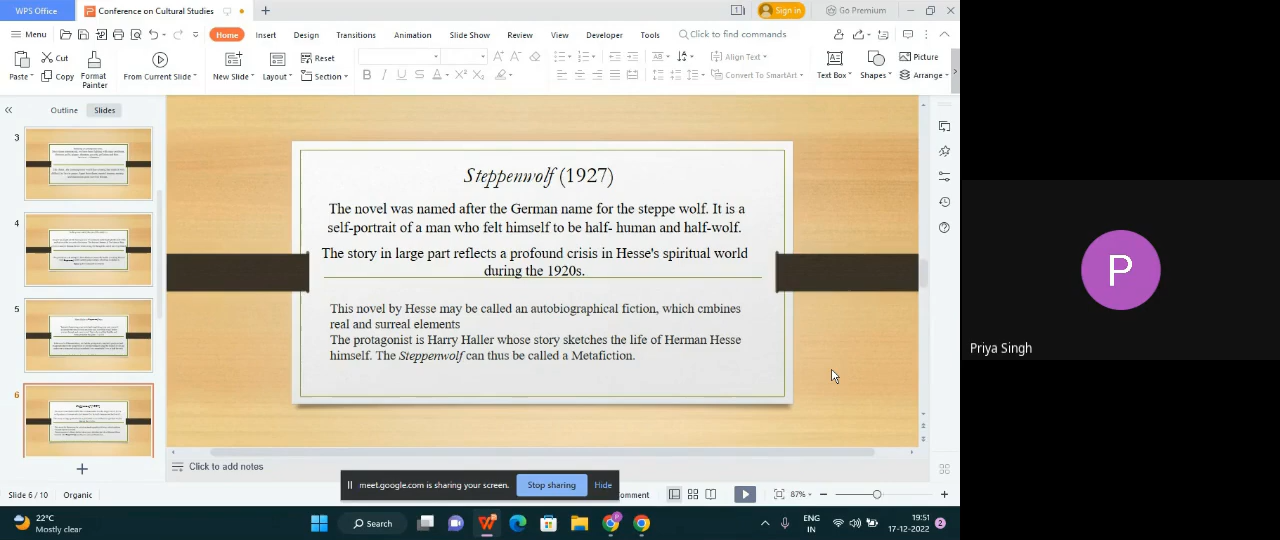 WPS Office
Conference on Cultural Studies
Sign in
Go Premium
Menu
Home
Insert
Design
Transitions
Animation
Slide Show
Review
View
Developer
Tools
Click to find commands
Paste
Cut
Copy
Format
Painter
From Current Slide
New Slide
Layout
Reset
Section
B I U S A X² X₂
Align Text
Convert To SmartArt
Text Box
Shapes
Picture
Arrange
Outline
Slides
3
4
5
6
Steppenwolf (1927)
The novel was named after the German name for the steppe wolf. It is a
self-portrait of a man who felt himself to be half- human and half-wolf.
The story in large part reflects a profound crisis in Hesse's spiritual world
during the 1920s.
This novel by Hesse may be called an autobiographical fiction, which cmbines
real and surreal elements
The protagonist is Harry Haller whose story sketches the life of Herman Hesse
himself. The Steppenwolf can thus be called a Metafiction.
P
Priya Singh
Click to add notes
meet.google.com is sharing your screen.
Stop sharing
Hide
Slide 6 / 10
Organic
omment
87%
22°C
Mostly clear
Search
ENG
IN
19:51
17-12-2022
2